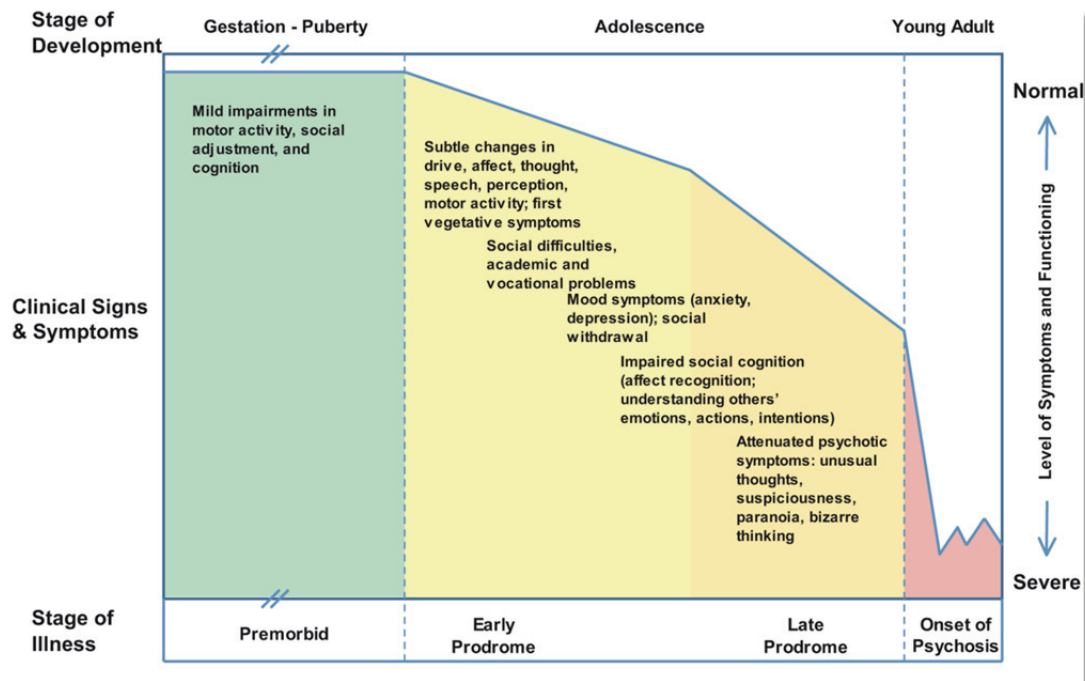 Stage of
Development
Gestation - Puberty
Adolescence
Young Adult
Normal
Mild impairments in
motor activity, social
adjustment, and
cognition
Subtle changes in
drive, affect, thought,
speech, perception,
motor activity; first
vegetative symptoms
Social difficulties,
academic and
vocational problems
Mood symptoms (anxiety,
depression); social
withdrawal
Impaired social cognition
(affect recognition;
understanding others'
emotions, actions, intentions)
Attenuated psychotic
symptoms: unusual
thoughts,
suspiciousness,
paranoia, bizarre
thinking
Clinical Signs
& Symptoms
Level of Symptoms and Functioning
Severe
Stage of
Illness
Premorbid
Early
Prodrome
Late
Prodrome
Onset of
Psychosis